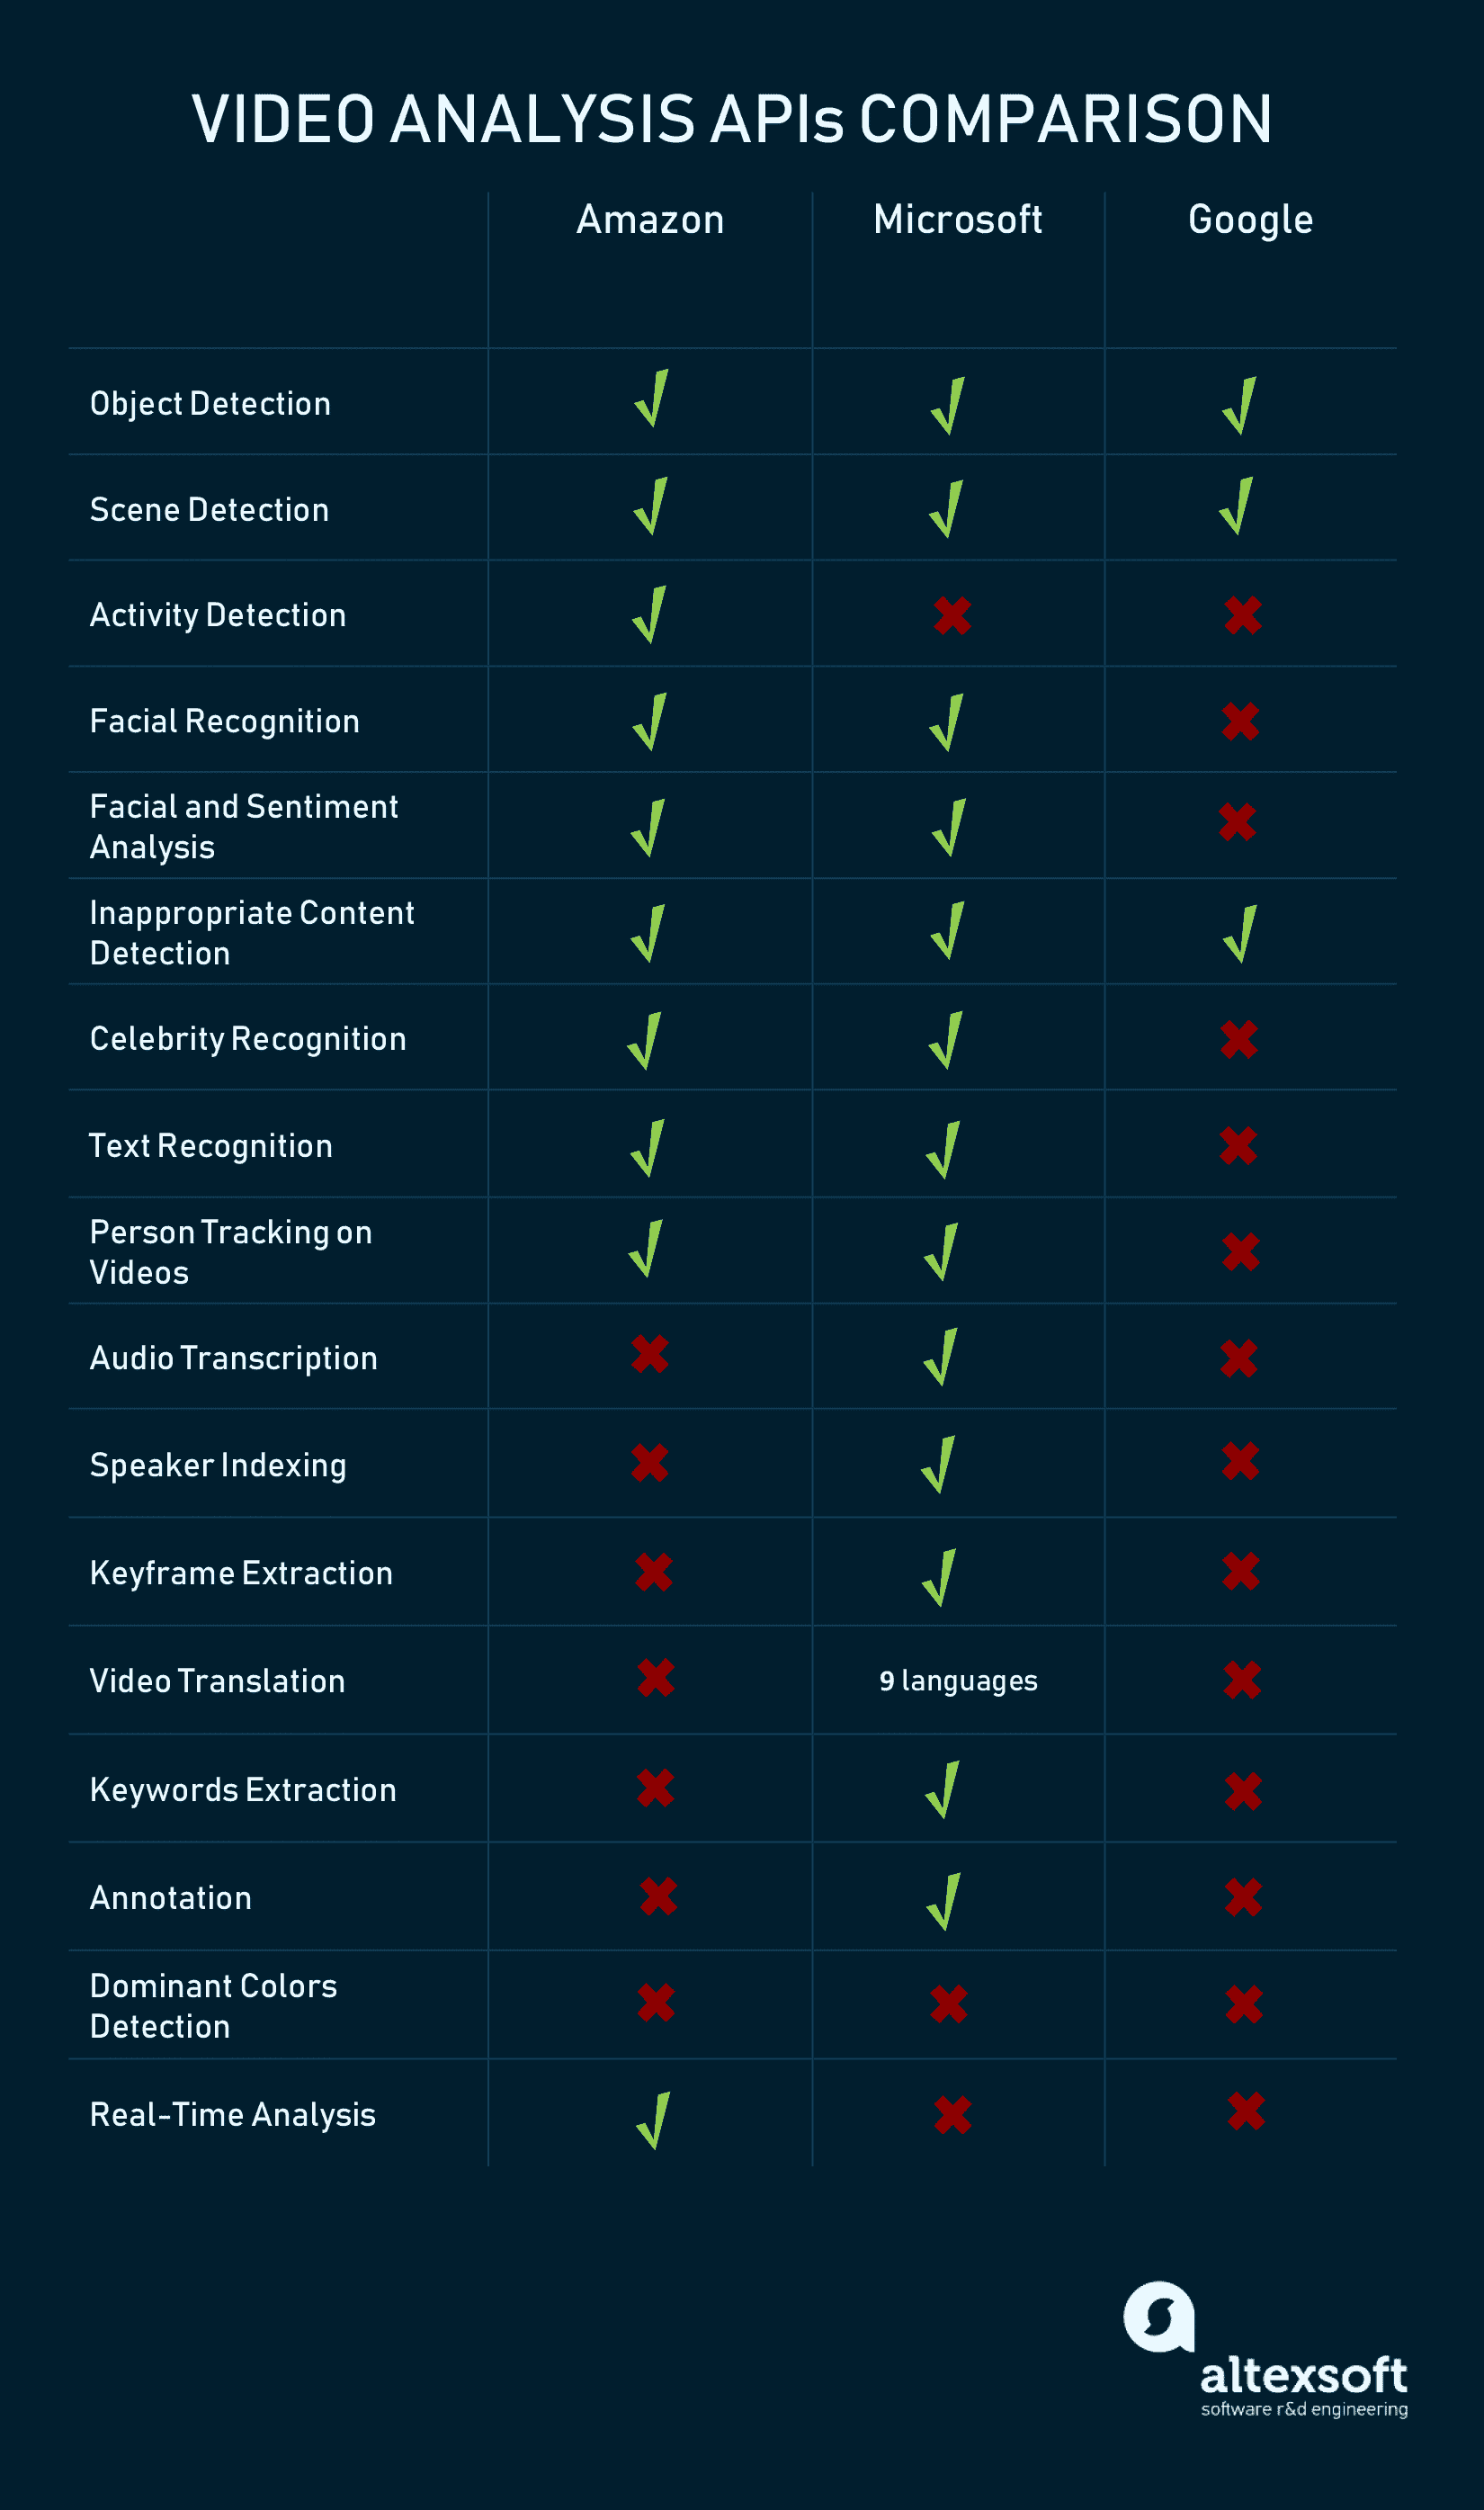 VIDEO ANALYSIS APIs COMPARISON
Amazon Microsoft Google
Object Detection
Scene Detection
Activity Detection
Facial Recognition
Facial and Sentiment
Analysis
Inappropriate Content
Detection
Celebrity Recognition
Text Recognition
Person Tracking on
Videos
Audio Transcription
Speaker Indexing
Keyframe Extraction
Video Translation 9 languages
Keywords Extraction
Annotation
Dominant Colors
Detection
Real-Time Analysis
altexsoft
software r&d engineering